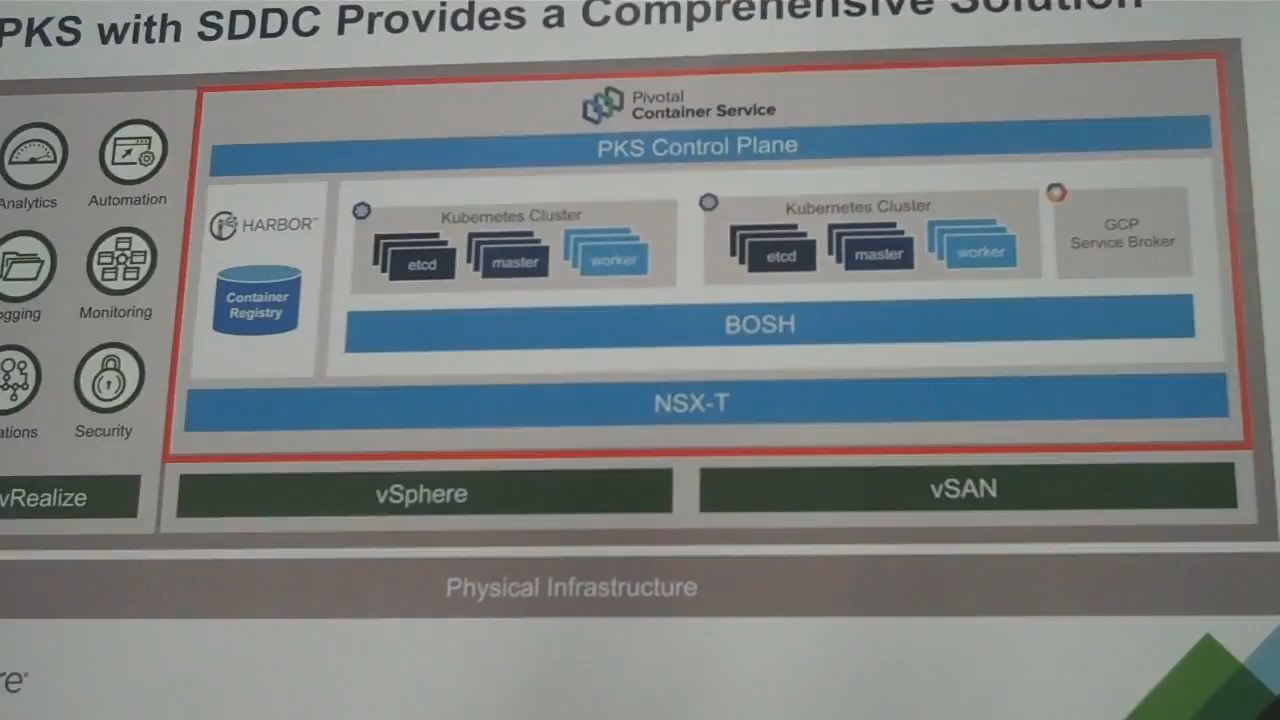 PKS with SDDC Provides a Comprehensive Solution
Pivotal
Container Service
PKS Control Plane
Analytics
Automation
HARBOR™
Kubernetes Cluster
etcd
master
worker
Kubernetes Cluster
etcd
master
worker
GCP
Service Broker
Container
Registry
ogging
Monitoring
BOSH
ations
Security
NSX-T
vRealize
vSphere
vSAN
Physical Infrastructure
re®